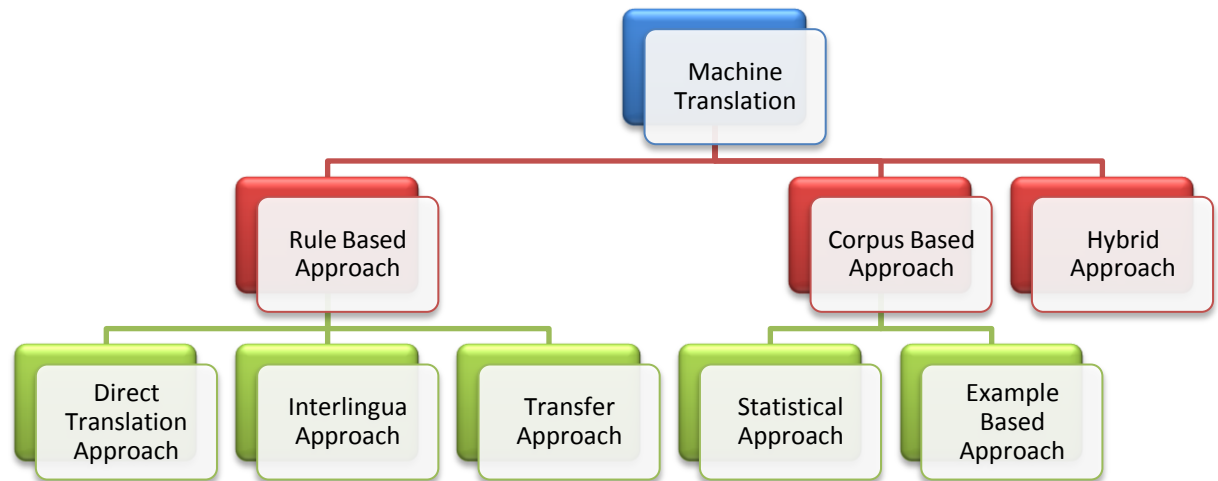 Machine
Translation
Rule Based
Approach
Corpus Based
Approach
Hybrid
Approach
Direct
Translation
Approach
Interlingua
Approach
Transfer
Approach
Statistical
Approach
Example
Based
Approach